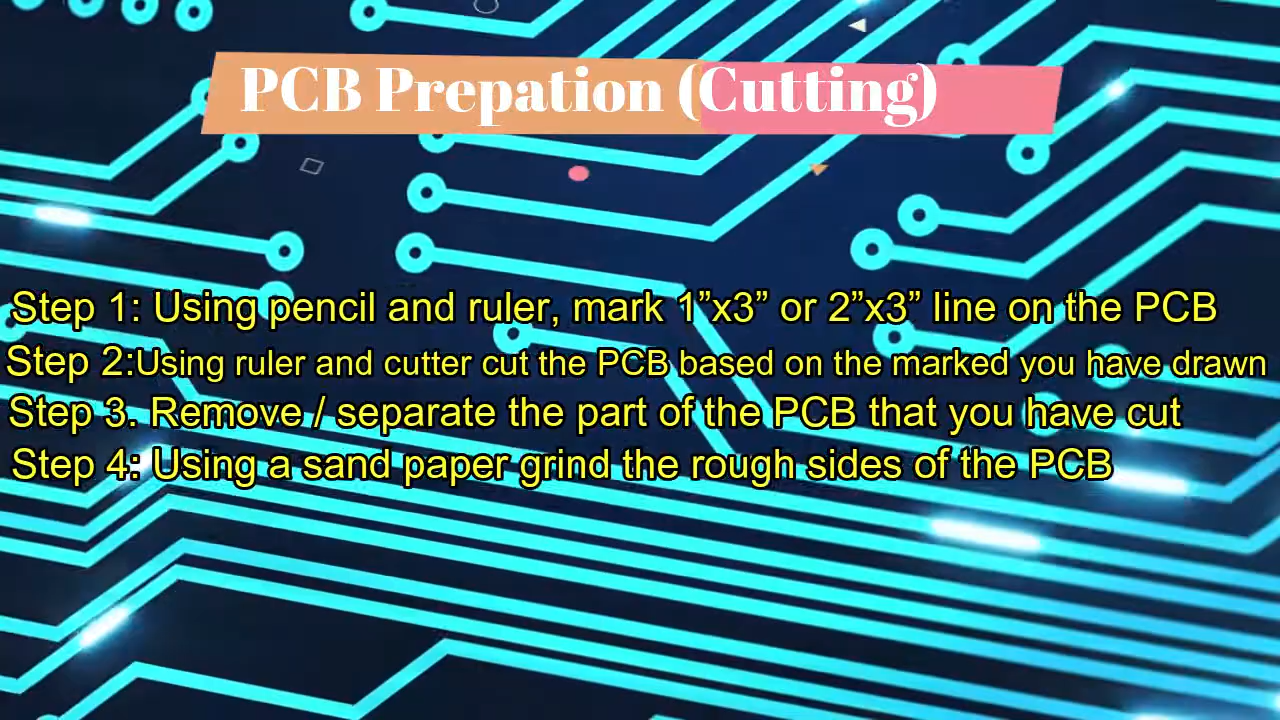 PCB Prepation (Cutting)
Step 1: Using pencil and ruler, mark 1”x3” or 2”x3” line on the PCB
Step 2:Using ruler and cutter cut the PCB based on the marked you have drawn
Step 3. Remove / separate the part of the PCB that you have cut
Step 4: Using a sand paper grind the rough sides of the PCB